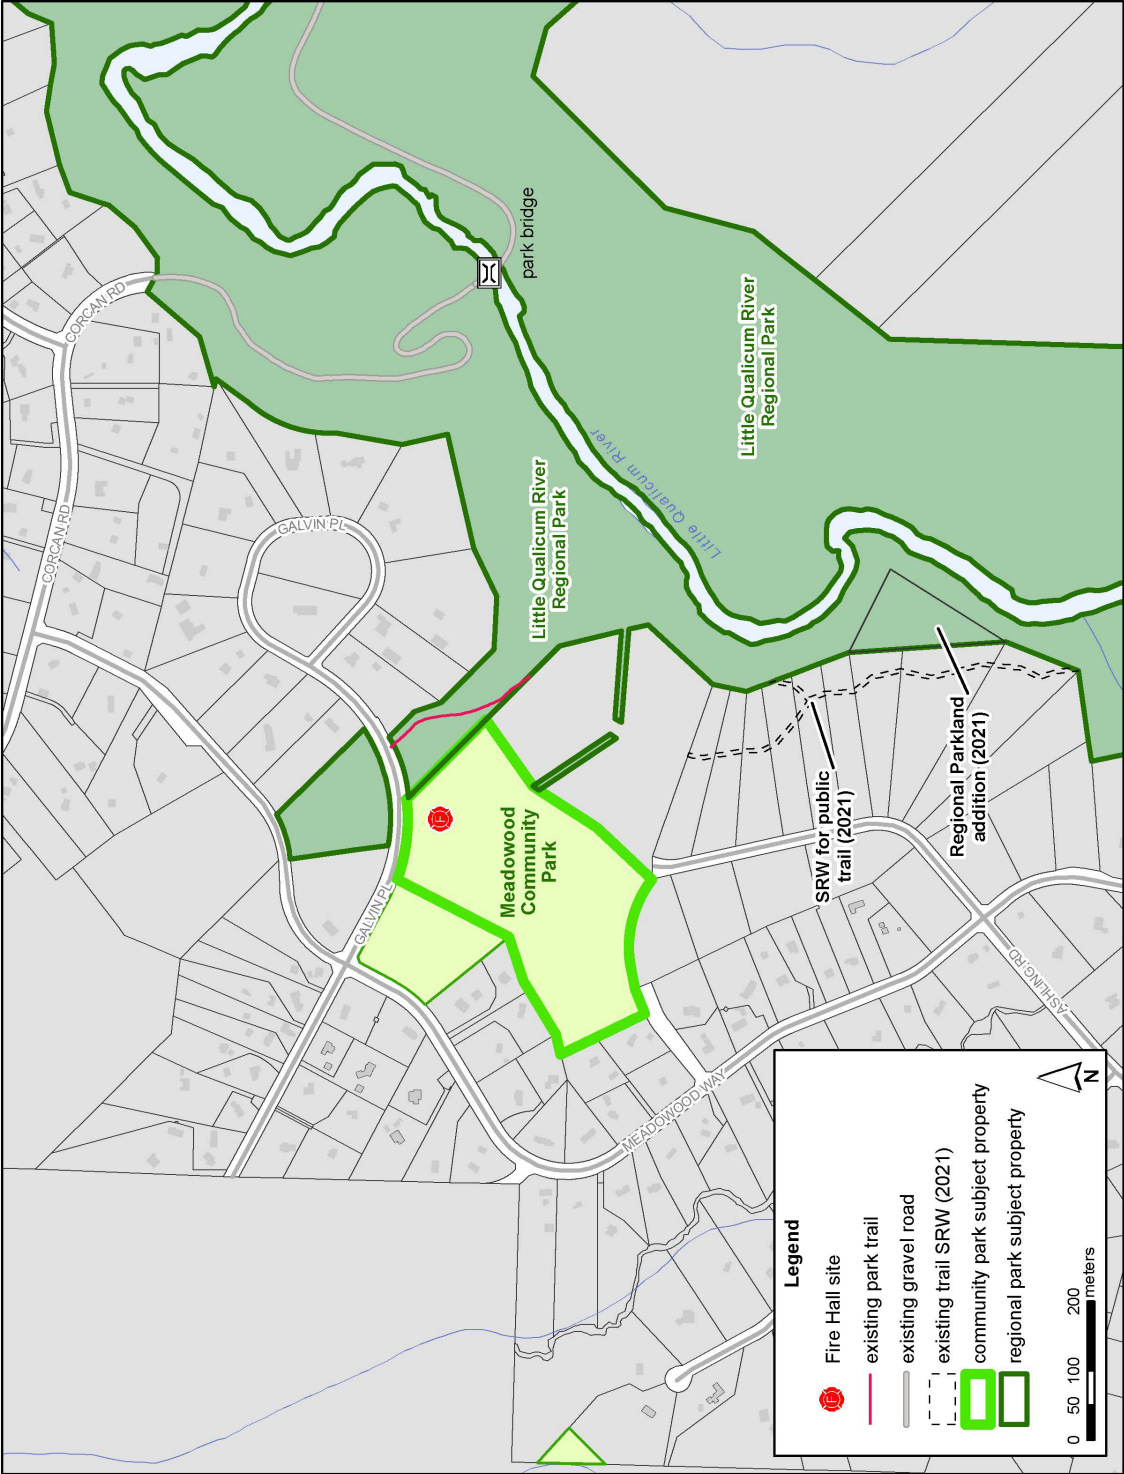 CORCAN RD
CORCAN RD
GALVIN PL
GALVIN PL
park bridge
Little Qualicum River
Regional Park
Little Qualicum River
Little Qualicum River
Regional Park
Meadowood
Community
Park
SRW for public
trail (2021)
Regional Parkland
addition (2021)
MEADOWOOD WAY
ASHLING RD
Legend
F
Fire Hall site
existing park trail
existing gravel road
existing trail SRW (2021)
community park subject property
regional park subject property
0 50 100 200
meters
N
F